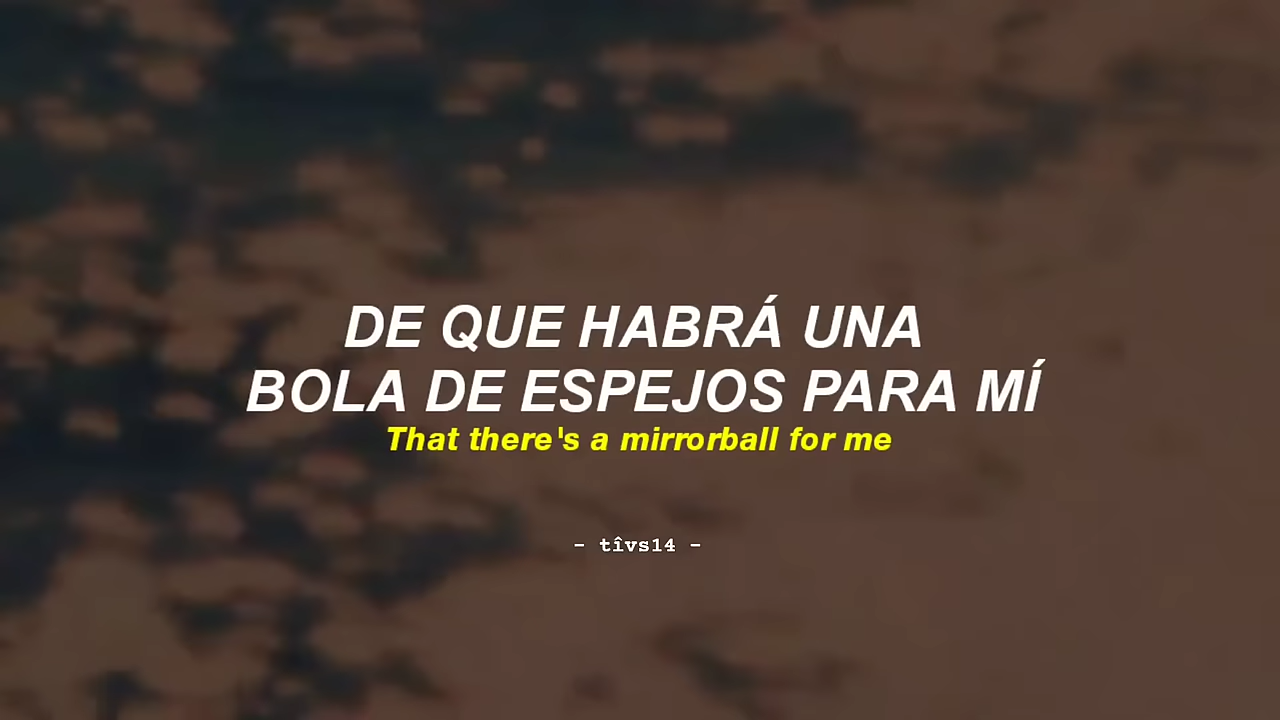 DE QUE HABRÁ UNA
BOLA DE ESPEJOS PARA MÍ
That there's a mirrorball for me
- tîvs14 -